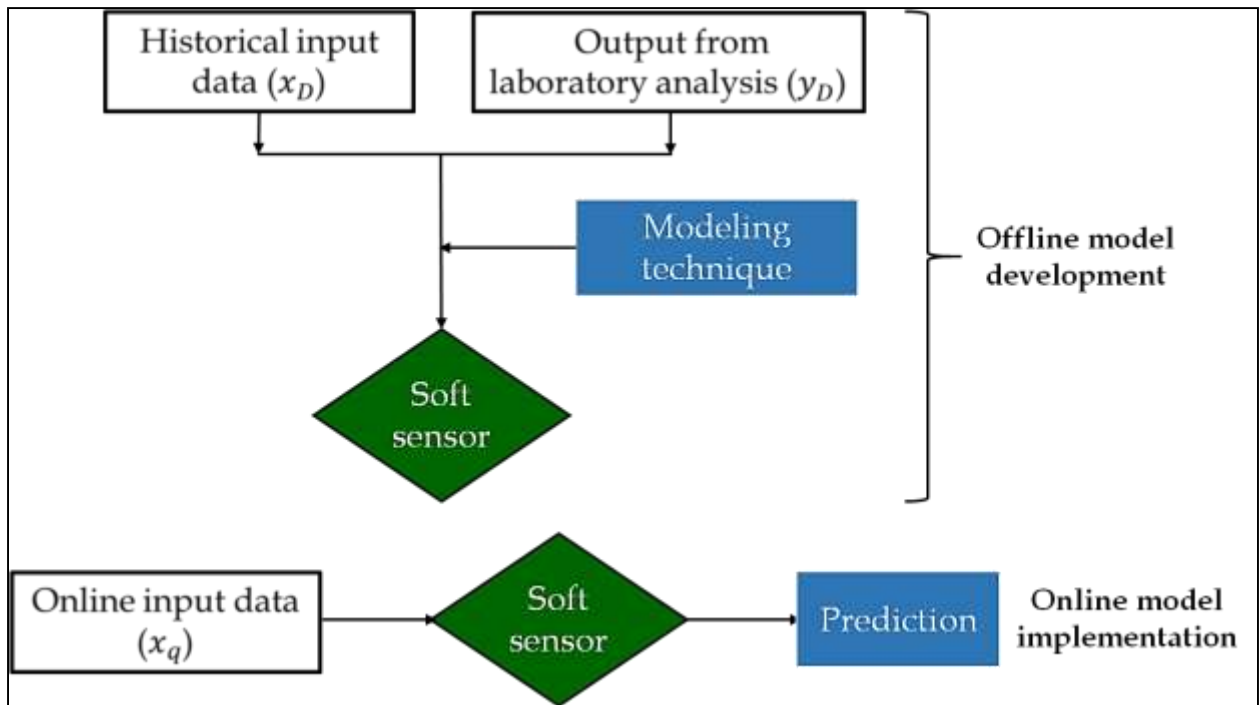 Historical input
data (x_D)
Output from
laboratory analysis (y_D)
Modeling
technique
Offline model
development
Soft
sensor
Online input data
(x_q)
Soft
sensor
Prediction
Online model
implementation